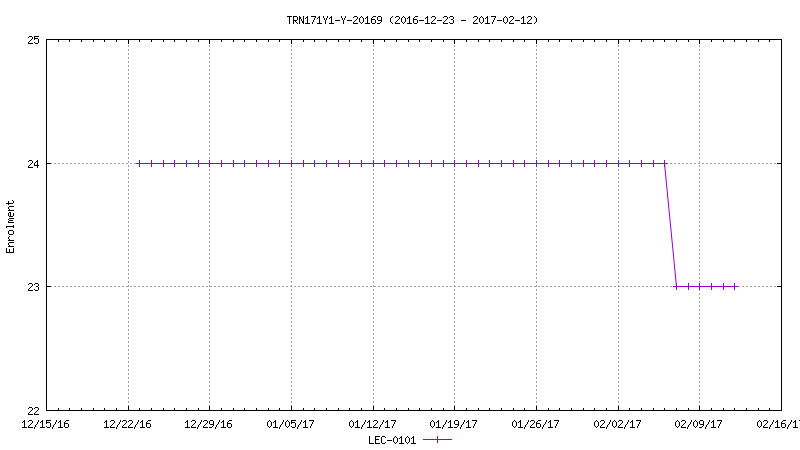 TRN171Y1-Y-20169 (2016-12-23 - 2017-02-12)
25
24
23
22
Enrolment
12/15/16 12/22/16 12/29/16 01/05/17 01/12/17 01/19/17 01/26/17 02/02/17 02/09/17 02/16/17
LEC-0101